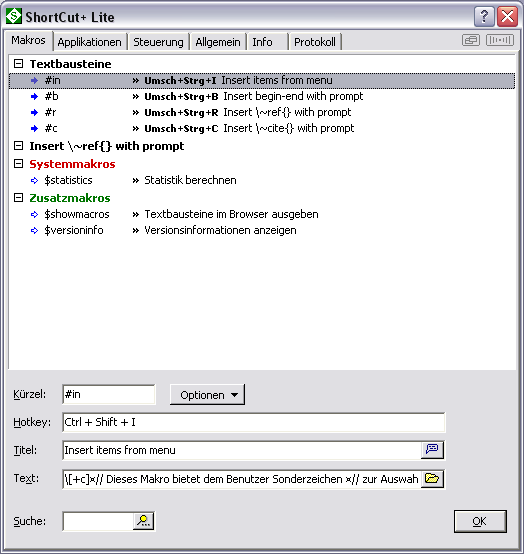 ShortCut+ Lite
Makros Applikationen Steuerung Allgemein Info Protokoll
Textbausteine
#in » Umsch+Strg+I Insert items from menu
#b » Umsch+Strg+B Insert begin-end with prompt
#r » Umsch+Strg+R Insert \~ref{} with prompt
#c » Umsch+Strg+C Insert \~cite{} with prompt
Insert \~ref{} with prompt
Systemmakros
$statistics » Statistik berechnen
Zusatzmakros
$showmacros » Textbausteine im Browser ausgeben
$versioninfo » Versionsinformationen anzeigen
Kürzel: #in Optionen
Hotkey: Ctrl + Shift + I
Titel: Insert items from menu
Text: \[+c]×// Dieses Makro bietet dem Benutzer Sonderzeichen ×// zur Auswah
Suche: OK